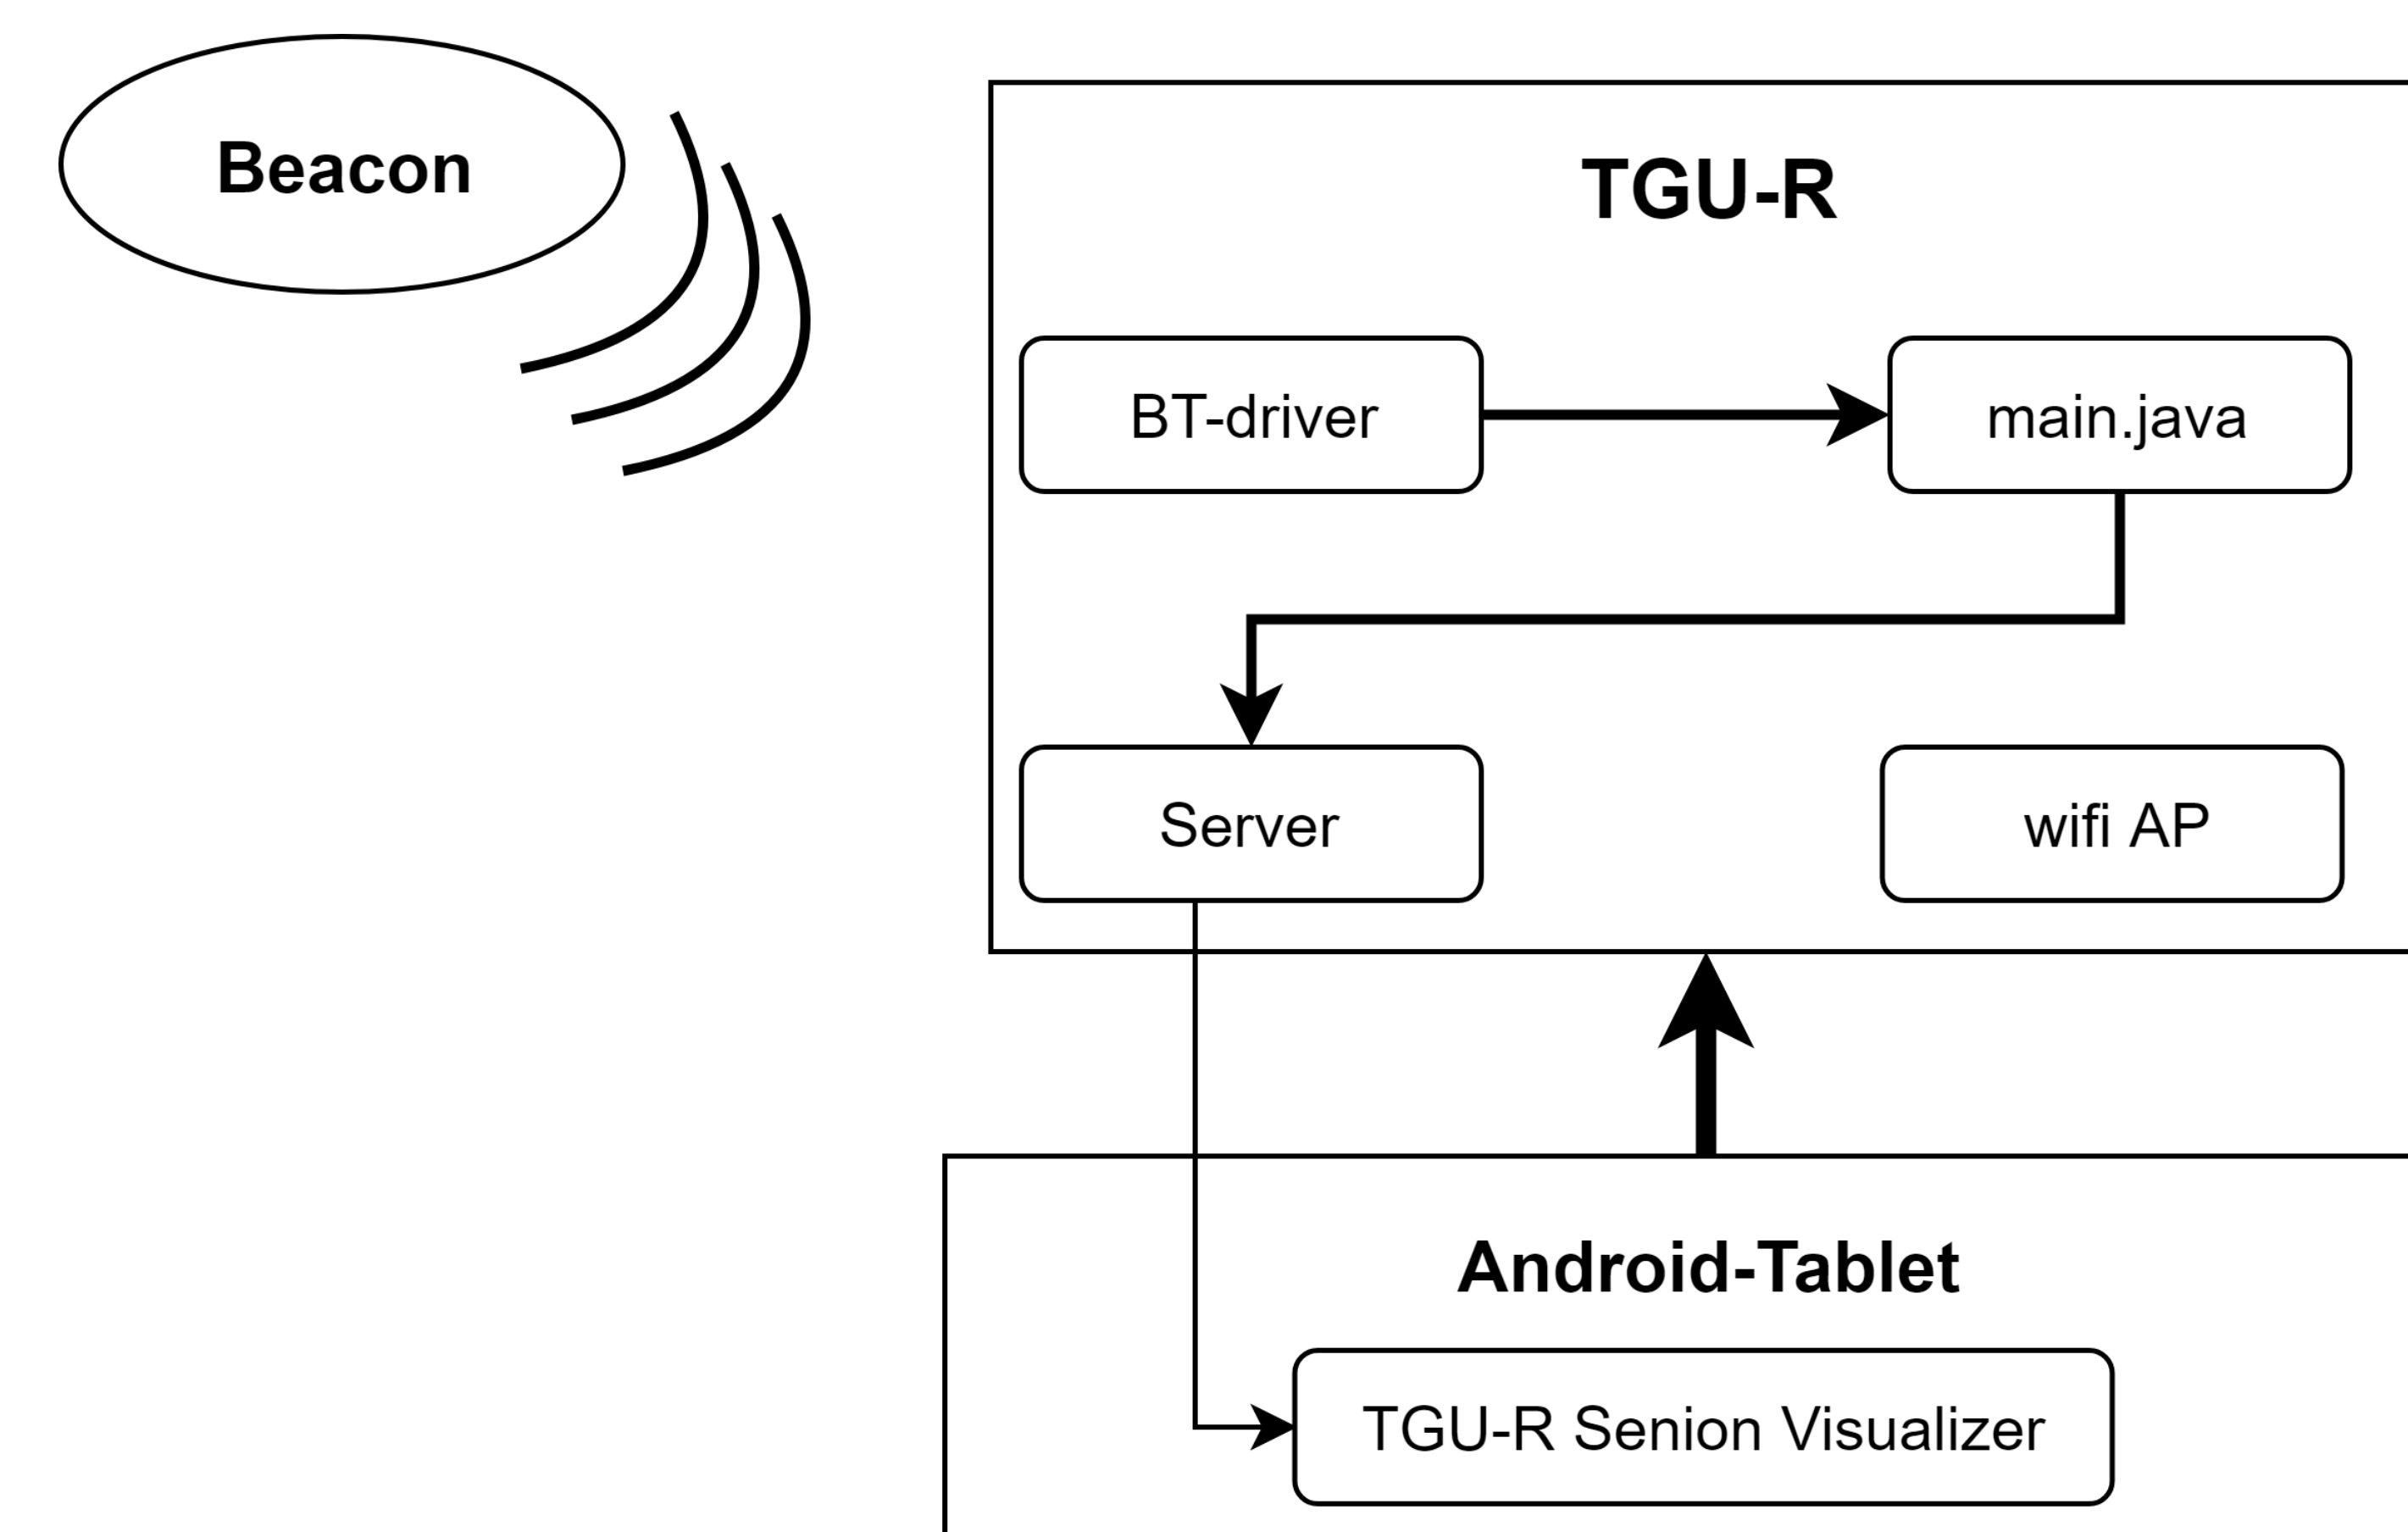 Beacon
TGU-R
BT-driver
main.java
Server
wifi AP
Android-Tablet
TGU-R Senion Visualizer